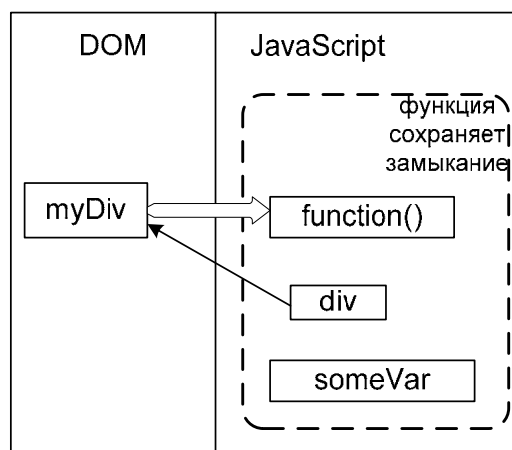 DOM
JavaScript
функция
сохраняет
замыкание
myDiv
function()
div
someVar